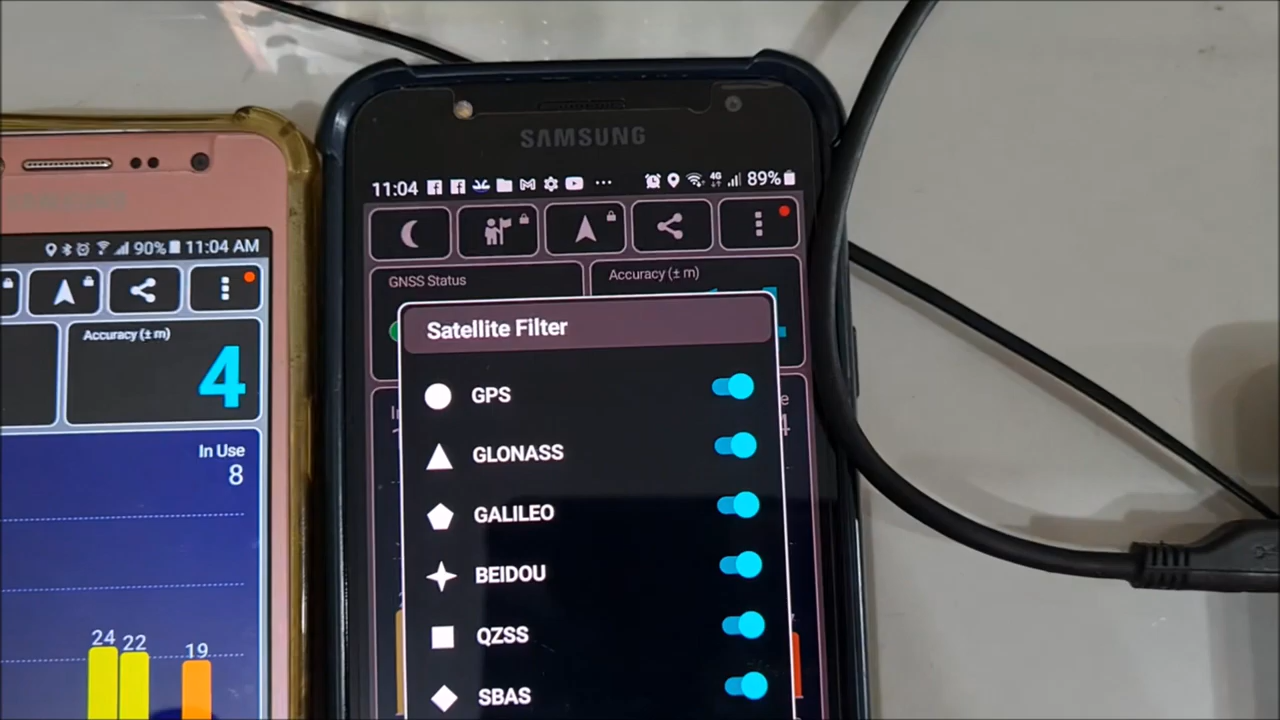 SAMSUNG
11:04 89%
4G
GNSS Status
Accuracy (± m)
Satellite Filter
GPS
GLONASS
GALILEO
BEIDOU
QZSS
SBAS
90% 11:04 AM
Accuracy (± m)
4
In Use
8
24 22 19